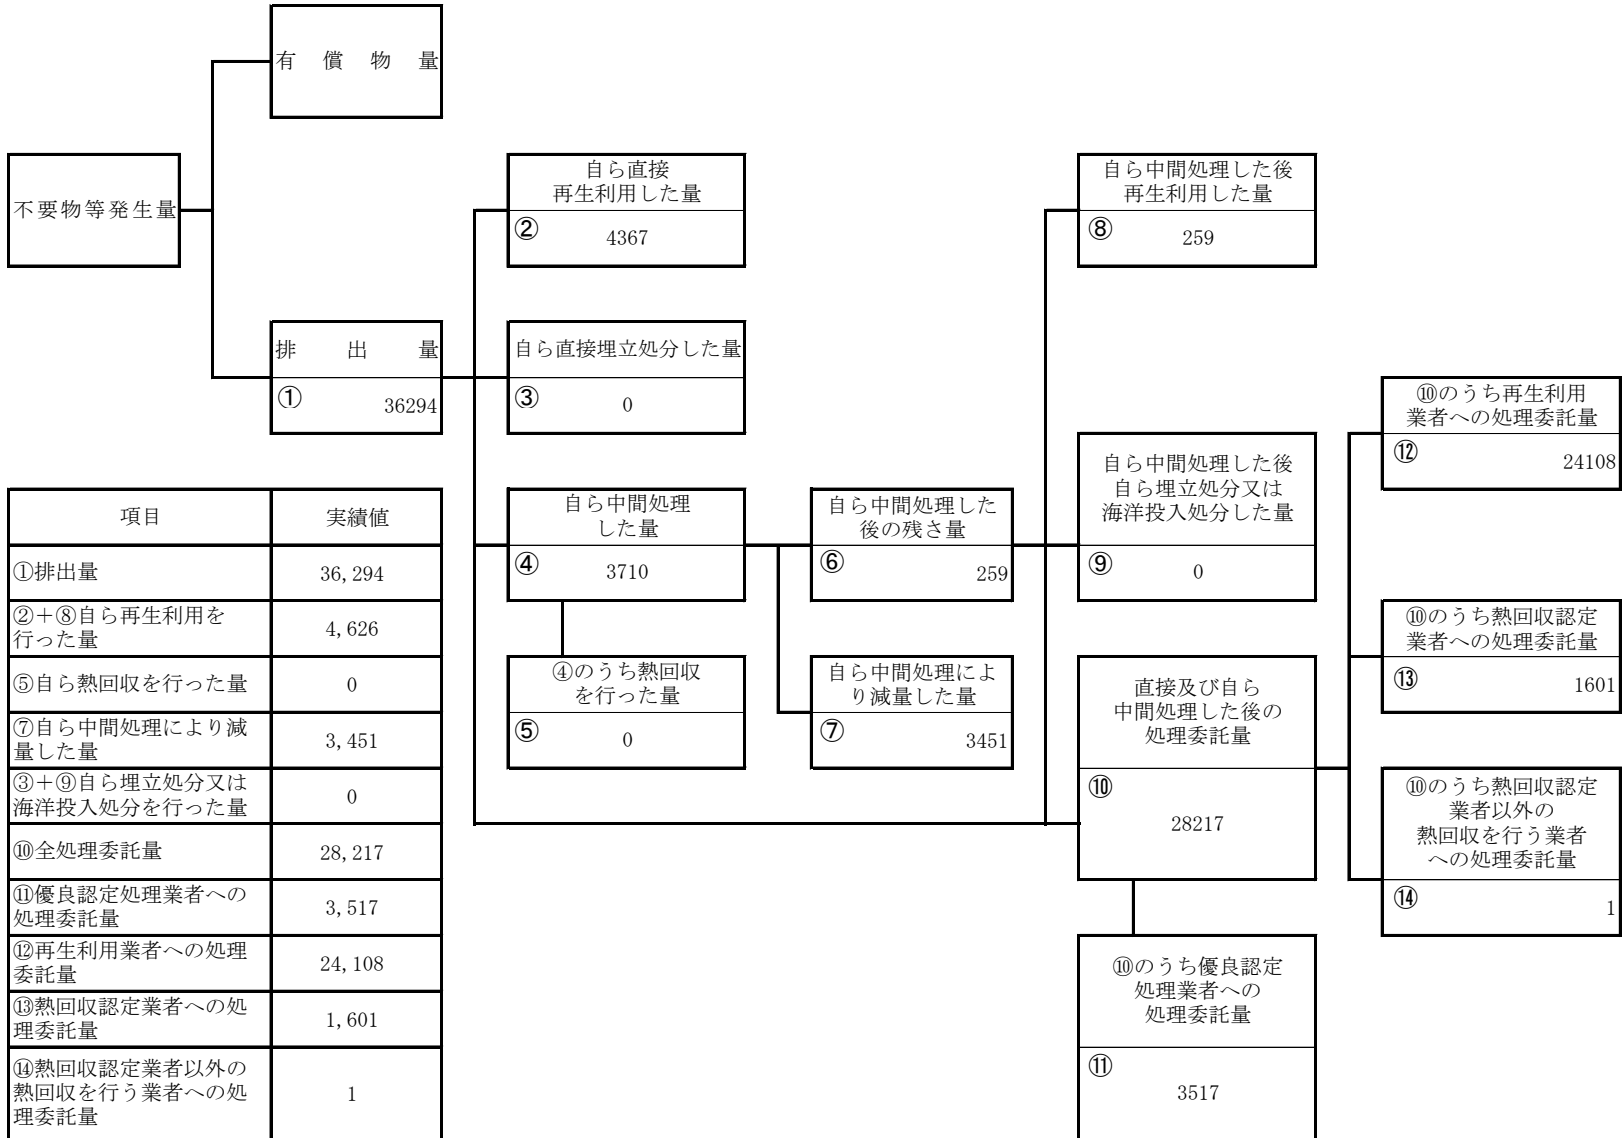 有償物量
不要物等発生量
排出量
① 36294
自ら直接
再生利用した量
② 4367
自ら直接埋立処分した量
③ 0
自ら中間処理
した量
④ 3710
④のうち熱回収
を行った量
⑤ 0
自ら中間処理した
後の残さ量
⑥ 259
自ら中間処理によ
り減量した量
⑦ 3451
自ら中間処理した後
再生利用した量
⑧ 259
自ら中間処理した後
自ら埋立処分又は
海洋投入処分した量
⑨ 0
直接及び自ら
中間処理した後の
処理委託量
⑩
28217
⑩のうち優良認定
処理業者への
処理委託量
⑪
3517
⑩のうち再生利用
業者への処理委託量
⑫ 24108
⑩のうち熱回収認定
業者への処理委託量
⑬ 1601
⑩のうち熱回収認定
業者以外の
熱回収を行う業者
への処理委託量
⑭ 1
項目 実績値
①排出量 36,294
②+⑧自ら再生利用を
行った量 4,626
⑤自ら熱回収を行った量 0
⑦自ら中間処理により減
量した量 3,451
③+⑨自ら埋立処分又は
海洋投入処分を行った量 0
⑩全処理委託量 28,217
⑪優良認定処理業者への
処理委託量 3,517
⑫再生利用業者への処理
委託量 24,108
⑬熱回収認定業者への処
理委託量 1,601
⑭熱回収認定業者以外の
熱回収を行う業者への処
理委託量 1